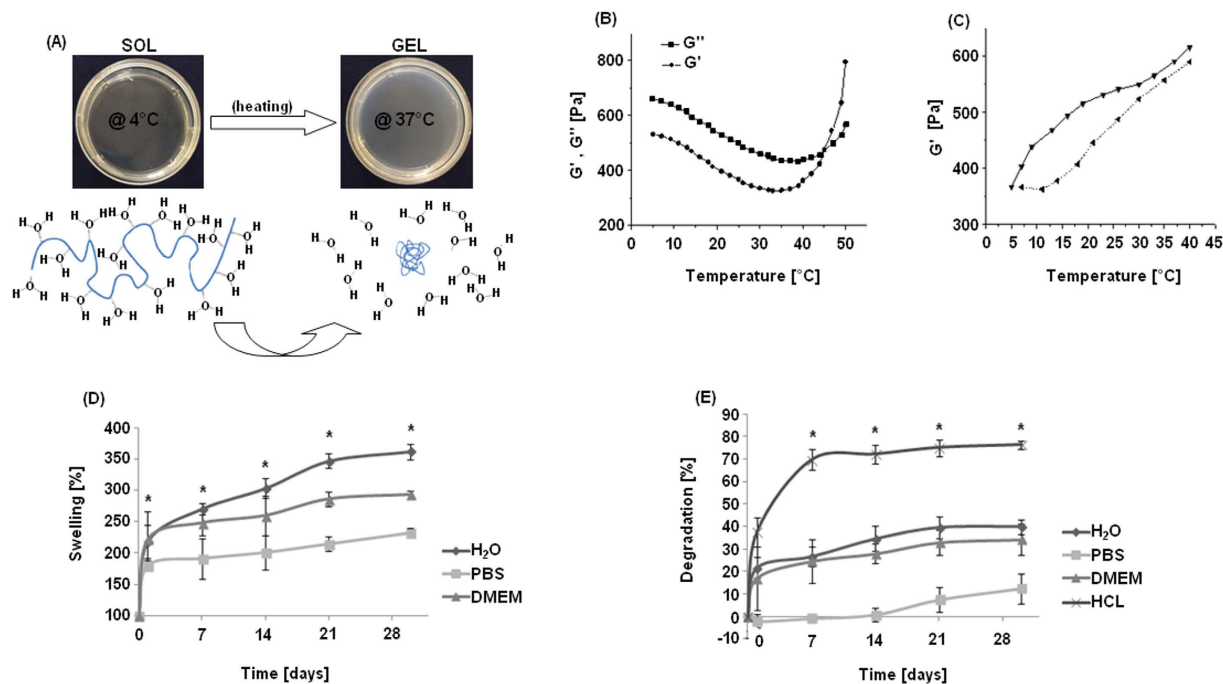 (A)
SOL
GEL
@ 4°C
(heating)
@ 37°C
H H H H H H H H H H H H
O O O O O O O O O O O O
(B)
G''
G'
G' , G'' [Pa]
800
600
400
200
0 10 20 30 40 50
Temperature [°C]
(C)
G' [Pa]
600
500
400
300
0 5 10 15 20 25 30 35 40 45
Temperature [°C]
(D)
Swelling [%]
400
350
300
250
200
150
100
* * * * *
0 7 14 21 28
Time [days]
H₂O
PBS
DMEM
(E)
Degradation [%]
90
80
70
60
50
40
30
20
10
0
-10
* * * *
0 7 14 21 28
Time [days]
H₂O
PBS
DMEM
HCL